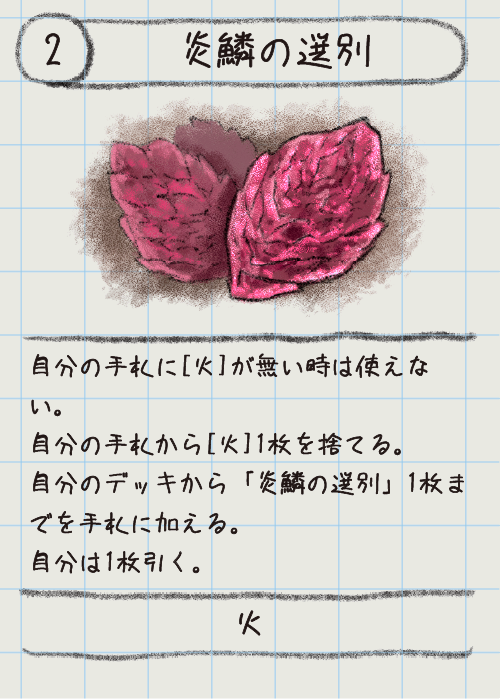 2
炎鱗の選別
自分の手札に[火]が無い時は使えな
い。
自分の手札から[火]1枚を捨てる。
自分のデッキから「炎鱗の選別」1枚ま
でを手札に加える。
自分は1枚引く。
火